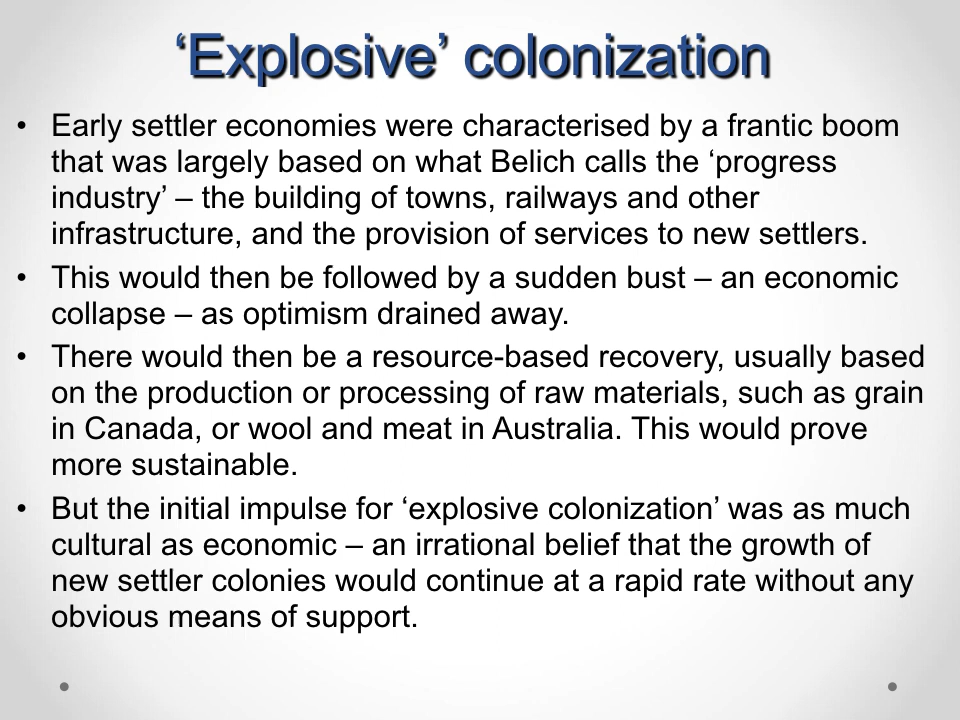 ‘Explosive’ colonization
• Early settler economies were characterised by a frantic boom
that was largely based on what Belich calls the ‘progress
industry’ – the building of towns, railways and other
infrastructure, and the provision of services to new settlers.
• This would then be followed by a sudden bust – an economic
collapse – as optimism drained away.
• There would then be a resource-based recovery, usually based
on the production or processing of raw materials, such as grain
in Canada, or wool and meat in Australia. This would prove
more sustainable.
• But the initial impulse for ‘explosive colonization’ was as much
cultural as economic – an irrational belief that the growth of
new settler colonies would continue at a rapid rate without any
obvious means of support.